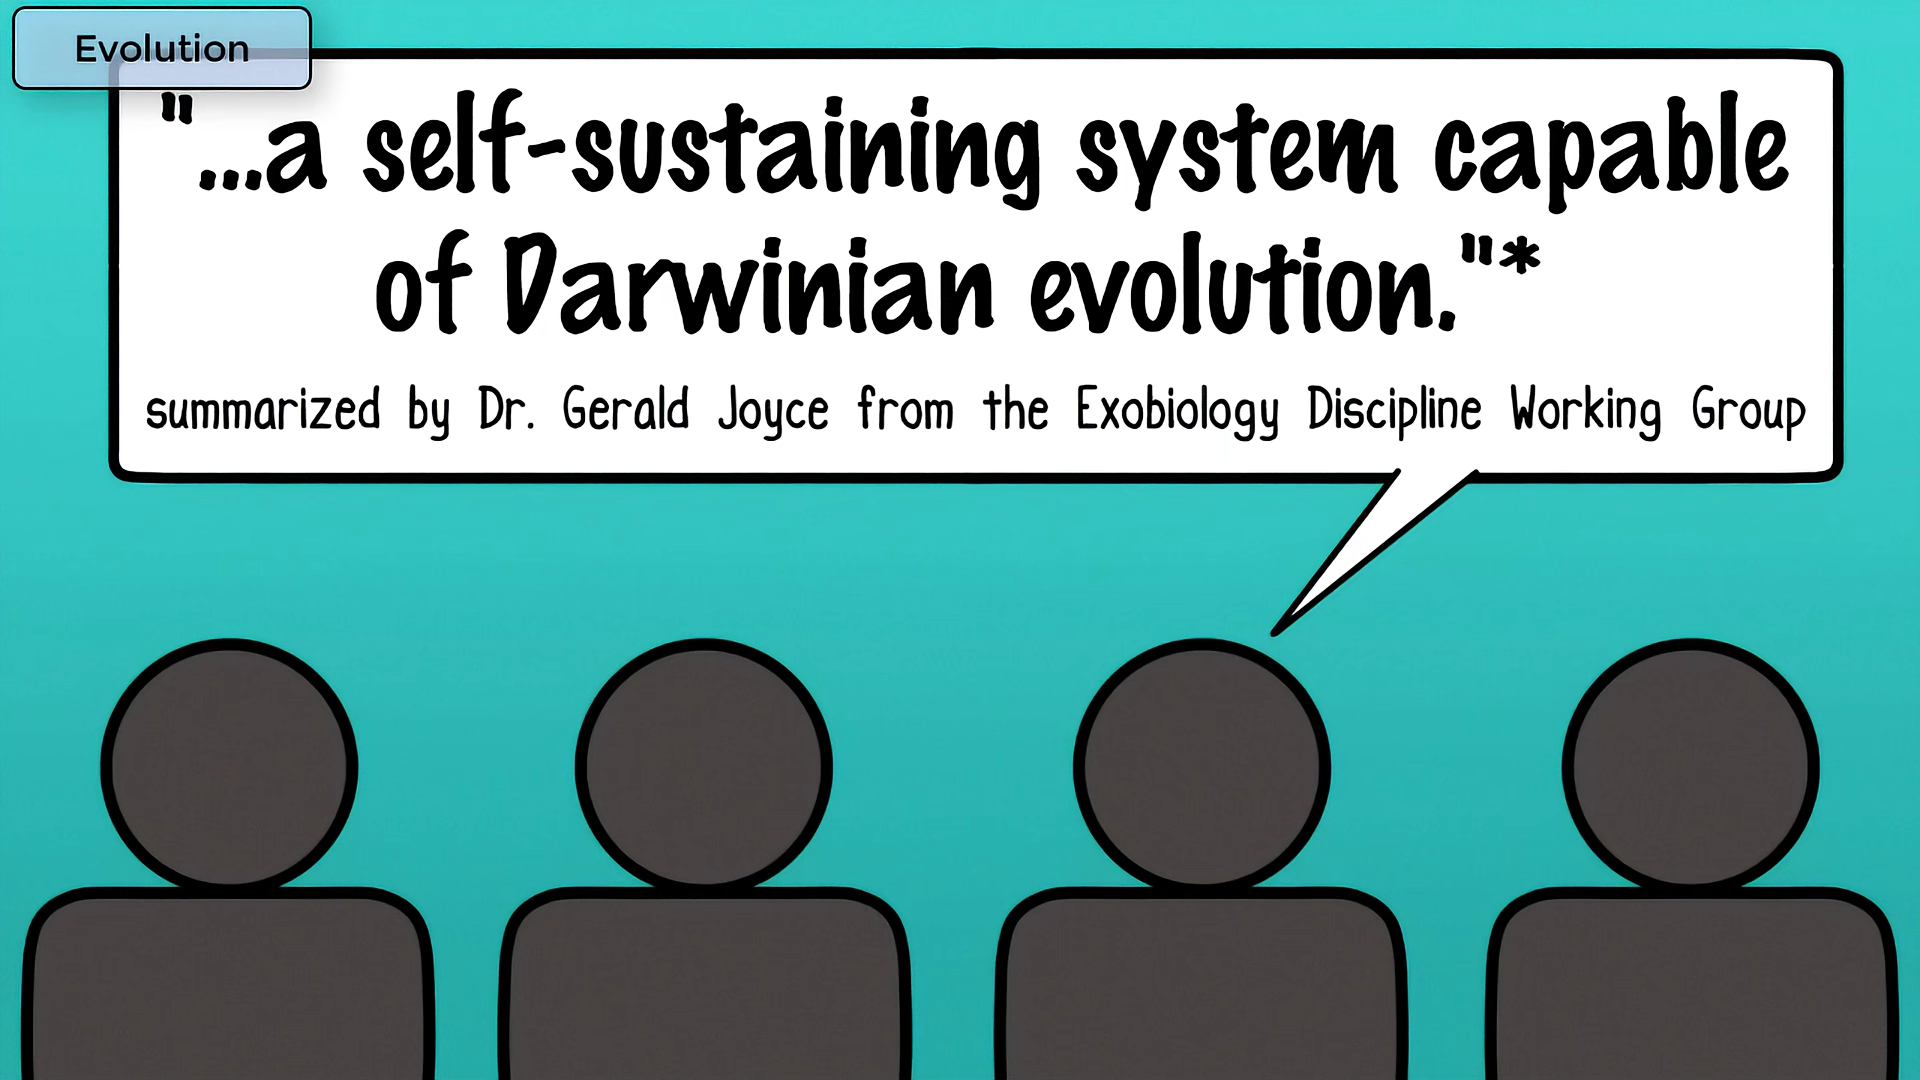 Evolution
"...a self-sustaining system capable
of Darwinian evolution."*
summarized by Dr. Gerald Joyce from the Exobiology Discipline Working Group